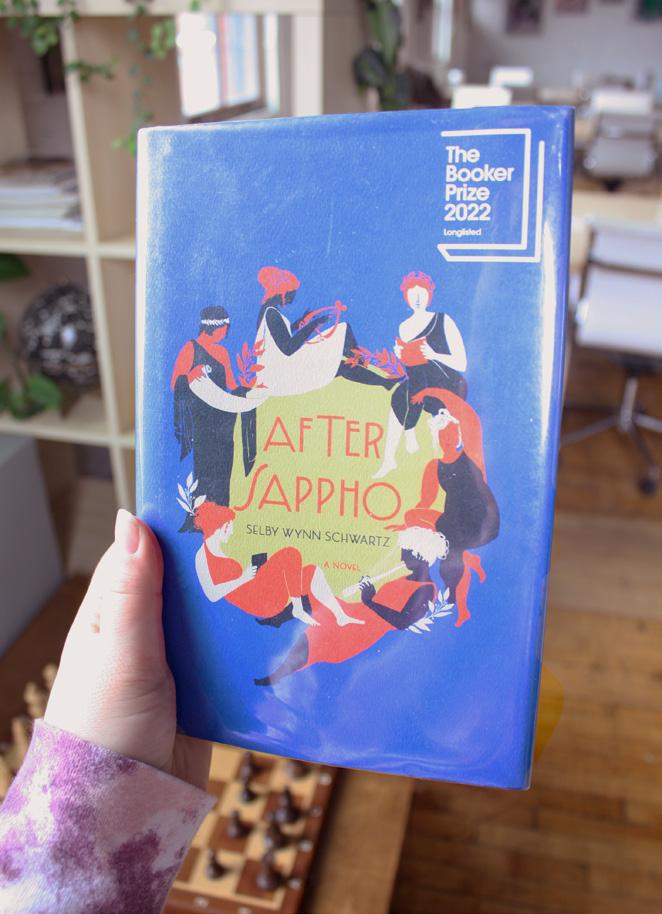 The
Booker
Prize
2022
Longlisted
AFTER
SAPPHO
SELBY WYNN SCHWARTZ
A NOVEL